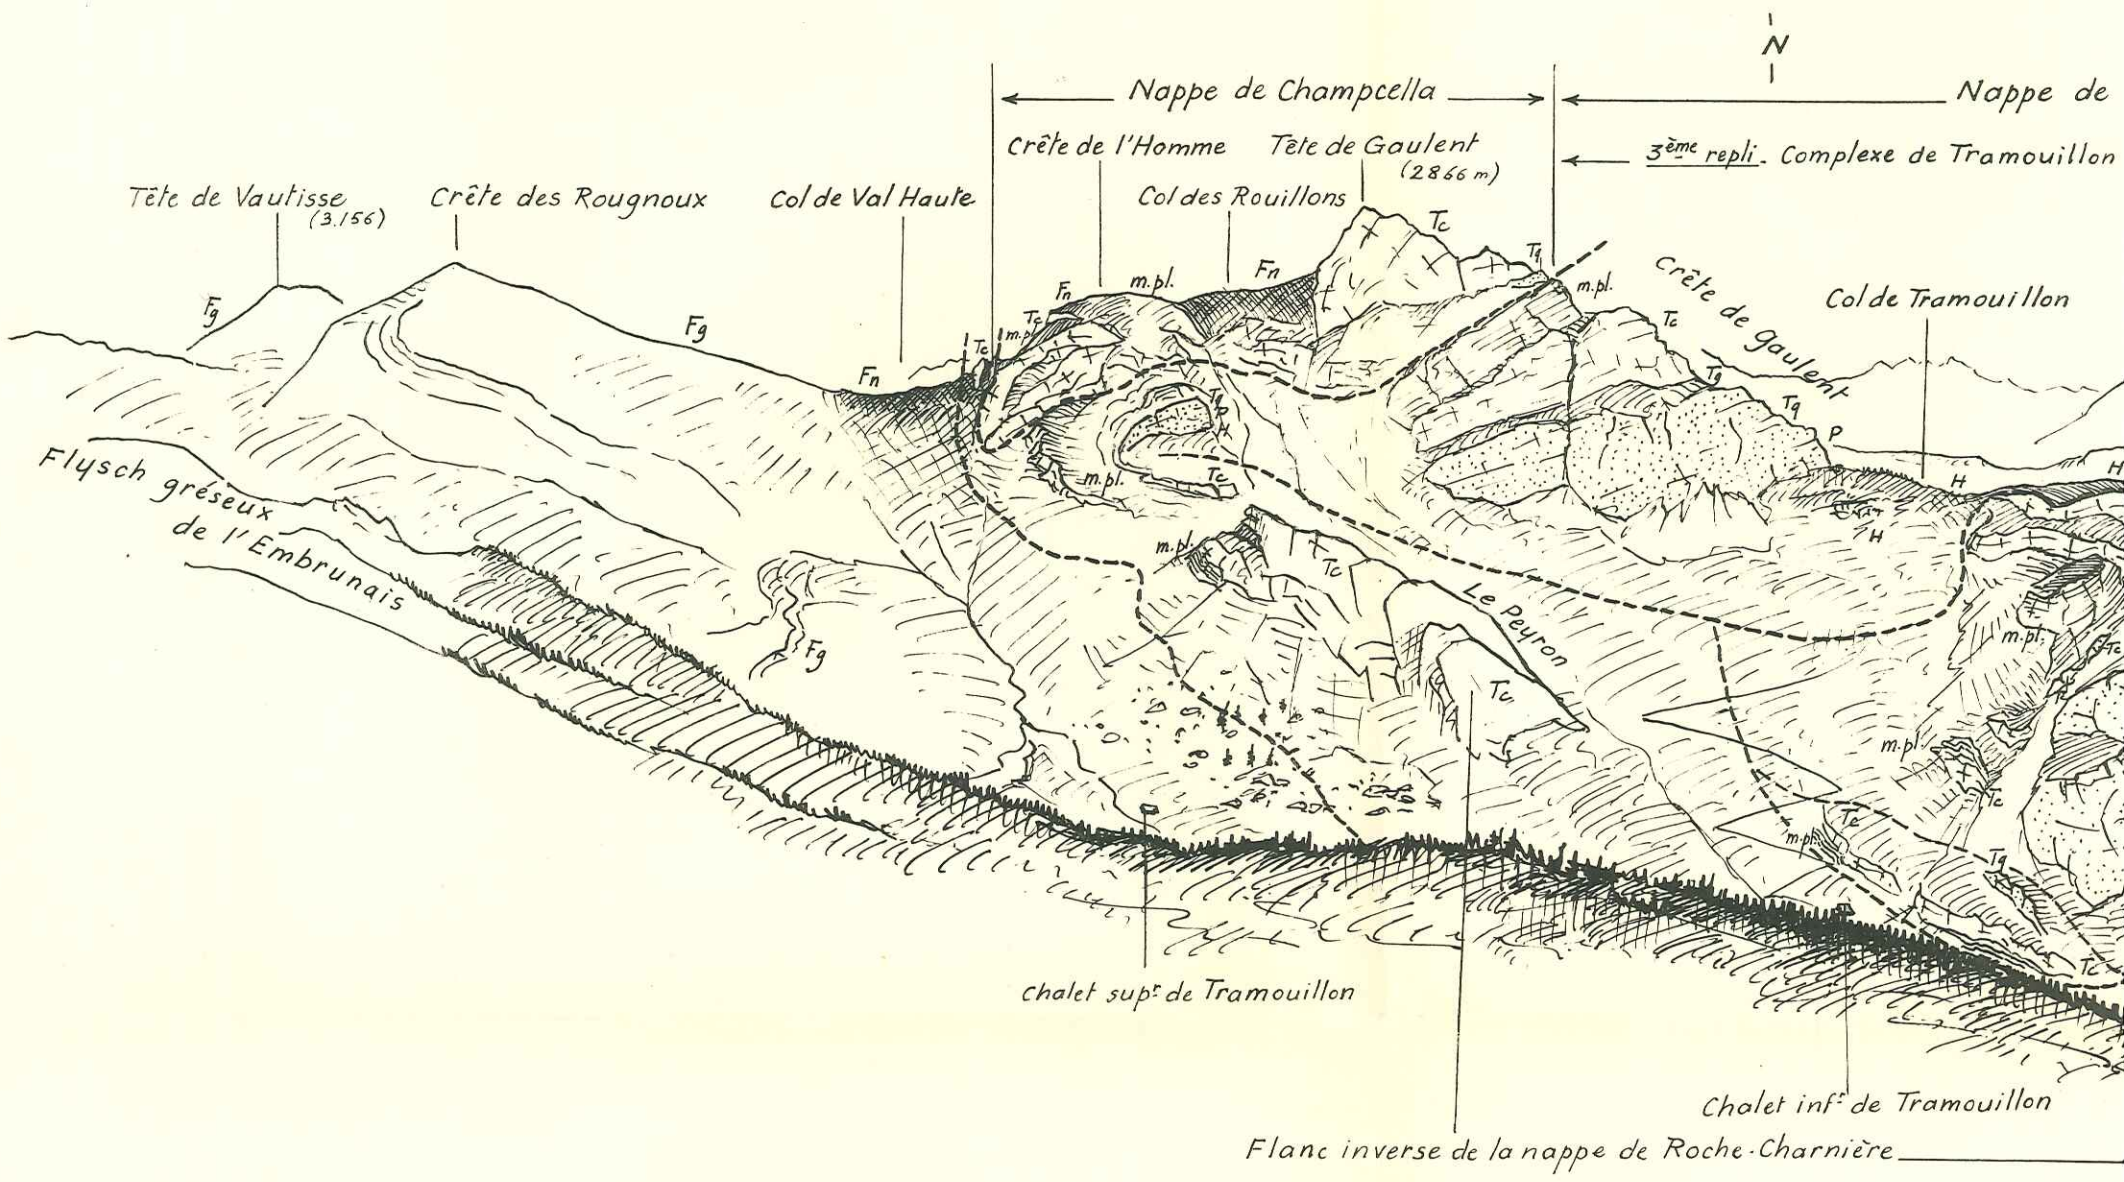 N
Nappe de Champcella
Nappe de
Crête de l'Homme
Tête de Gaulent
(2866 m)
3ème repli. Complexe de Tramouillon
Tête de Vautisse
(3.156)
Crête des Rougnoux
Col de Val Haute
Col des Rouillons
Tc
Tq
Crête de Gaulent
Col de Tramouillon
Fn
m.pl.
Fn
m.pl.
Fg
Fg
Tc
m.pl.
Tc
Tc
Fn
Tq
Tq
P
H
H
H
Flysch gréseux
de l'Embrunais
m.pl.
Tc
m.pl.
Tc
Le Peyron
m.pl.
Tc
Fg
Tc
m.pl.
Tc
Tc
m.pl.
Tq
Tc
Chalet supr de Tramouillon
Chalet infr de Tramouillon
Flanc inverse de la nappe de Roche-Charnière